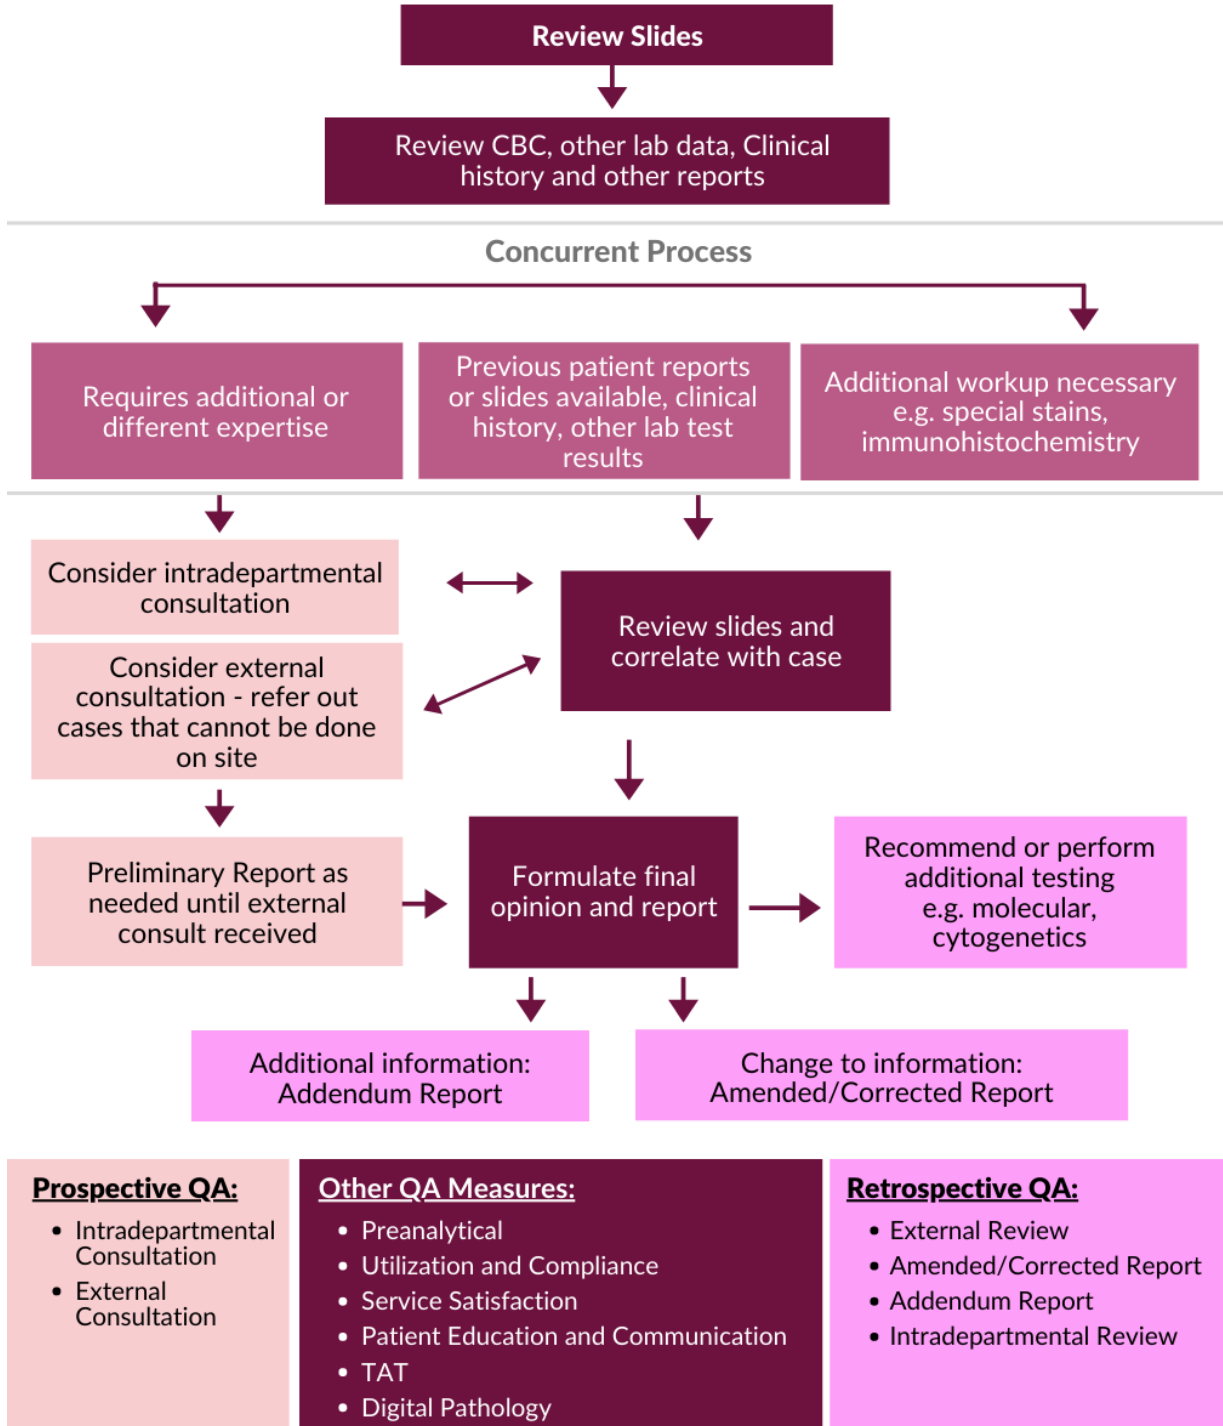 Review Slides
Review CBC, other lab data, Clinical
history and other reports
Concurrent Process
Requires additional or
different expertise
Previous patient reports
or slides available, clinical
history, other lab test
results
Additional workup necessary
e.g. special stains,
immunohistochemistry
Consider intradepartmental
consultation
Consider external
consultation - refer out
cases that cannot be done
on site
Review slides and
correlate with case
Preliminary Report as
needed until external
consult received
Formulate final
opinion and report
Recommend or perform
additional testing
e.g. molecular,
cytogenetics
Additional information:
Addendum Report
Change to information:
Amended/Corrected Report
Prospective QA:
• Intradepartmental
Consultation
• External
Consultation
Other QA Measures:
• Preanalytical
• Utilization and Compliance
• Service Satisfaction
• Patient Education and Communication
• TAT
• Digital Pathology
Retrospective QA:
• External Review
• Amended/Corrected Report
• Addendum Report
• Intradepartmental Review